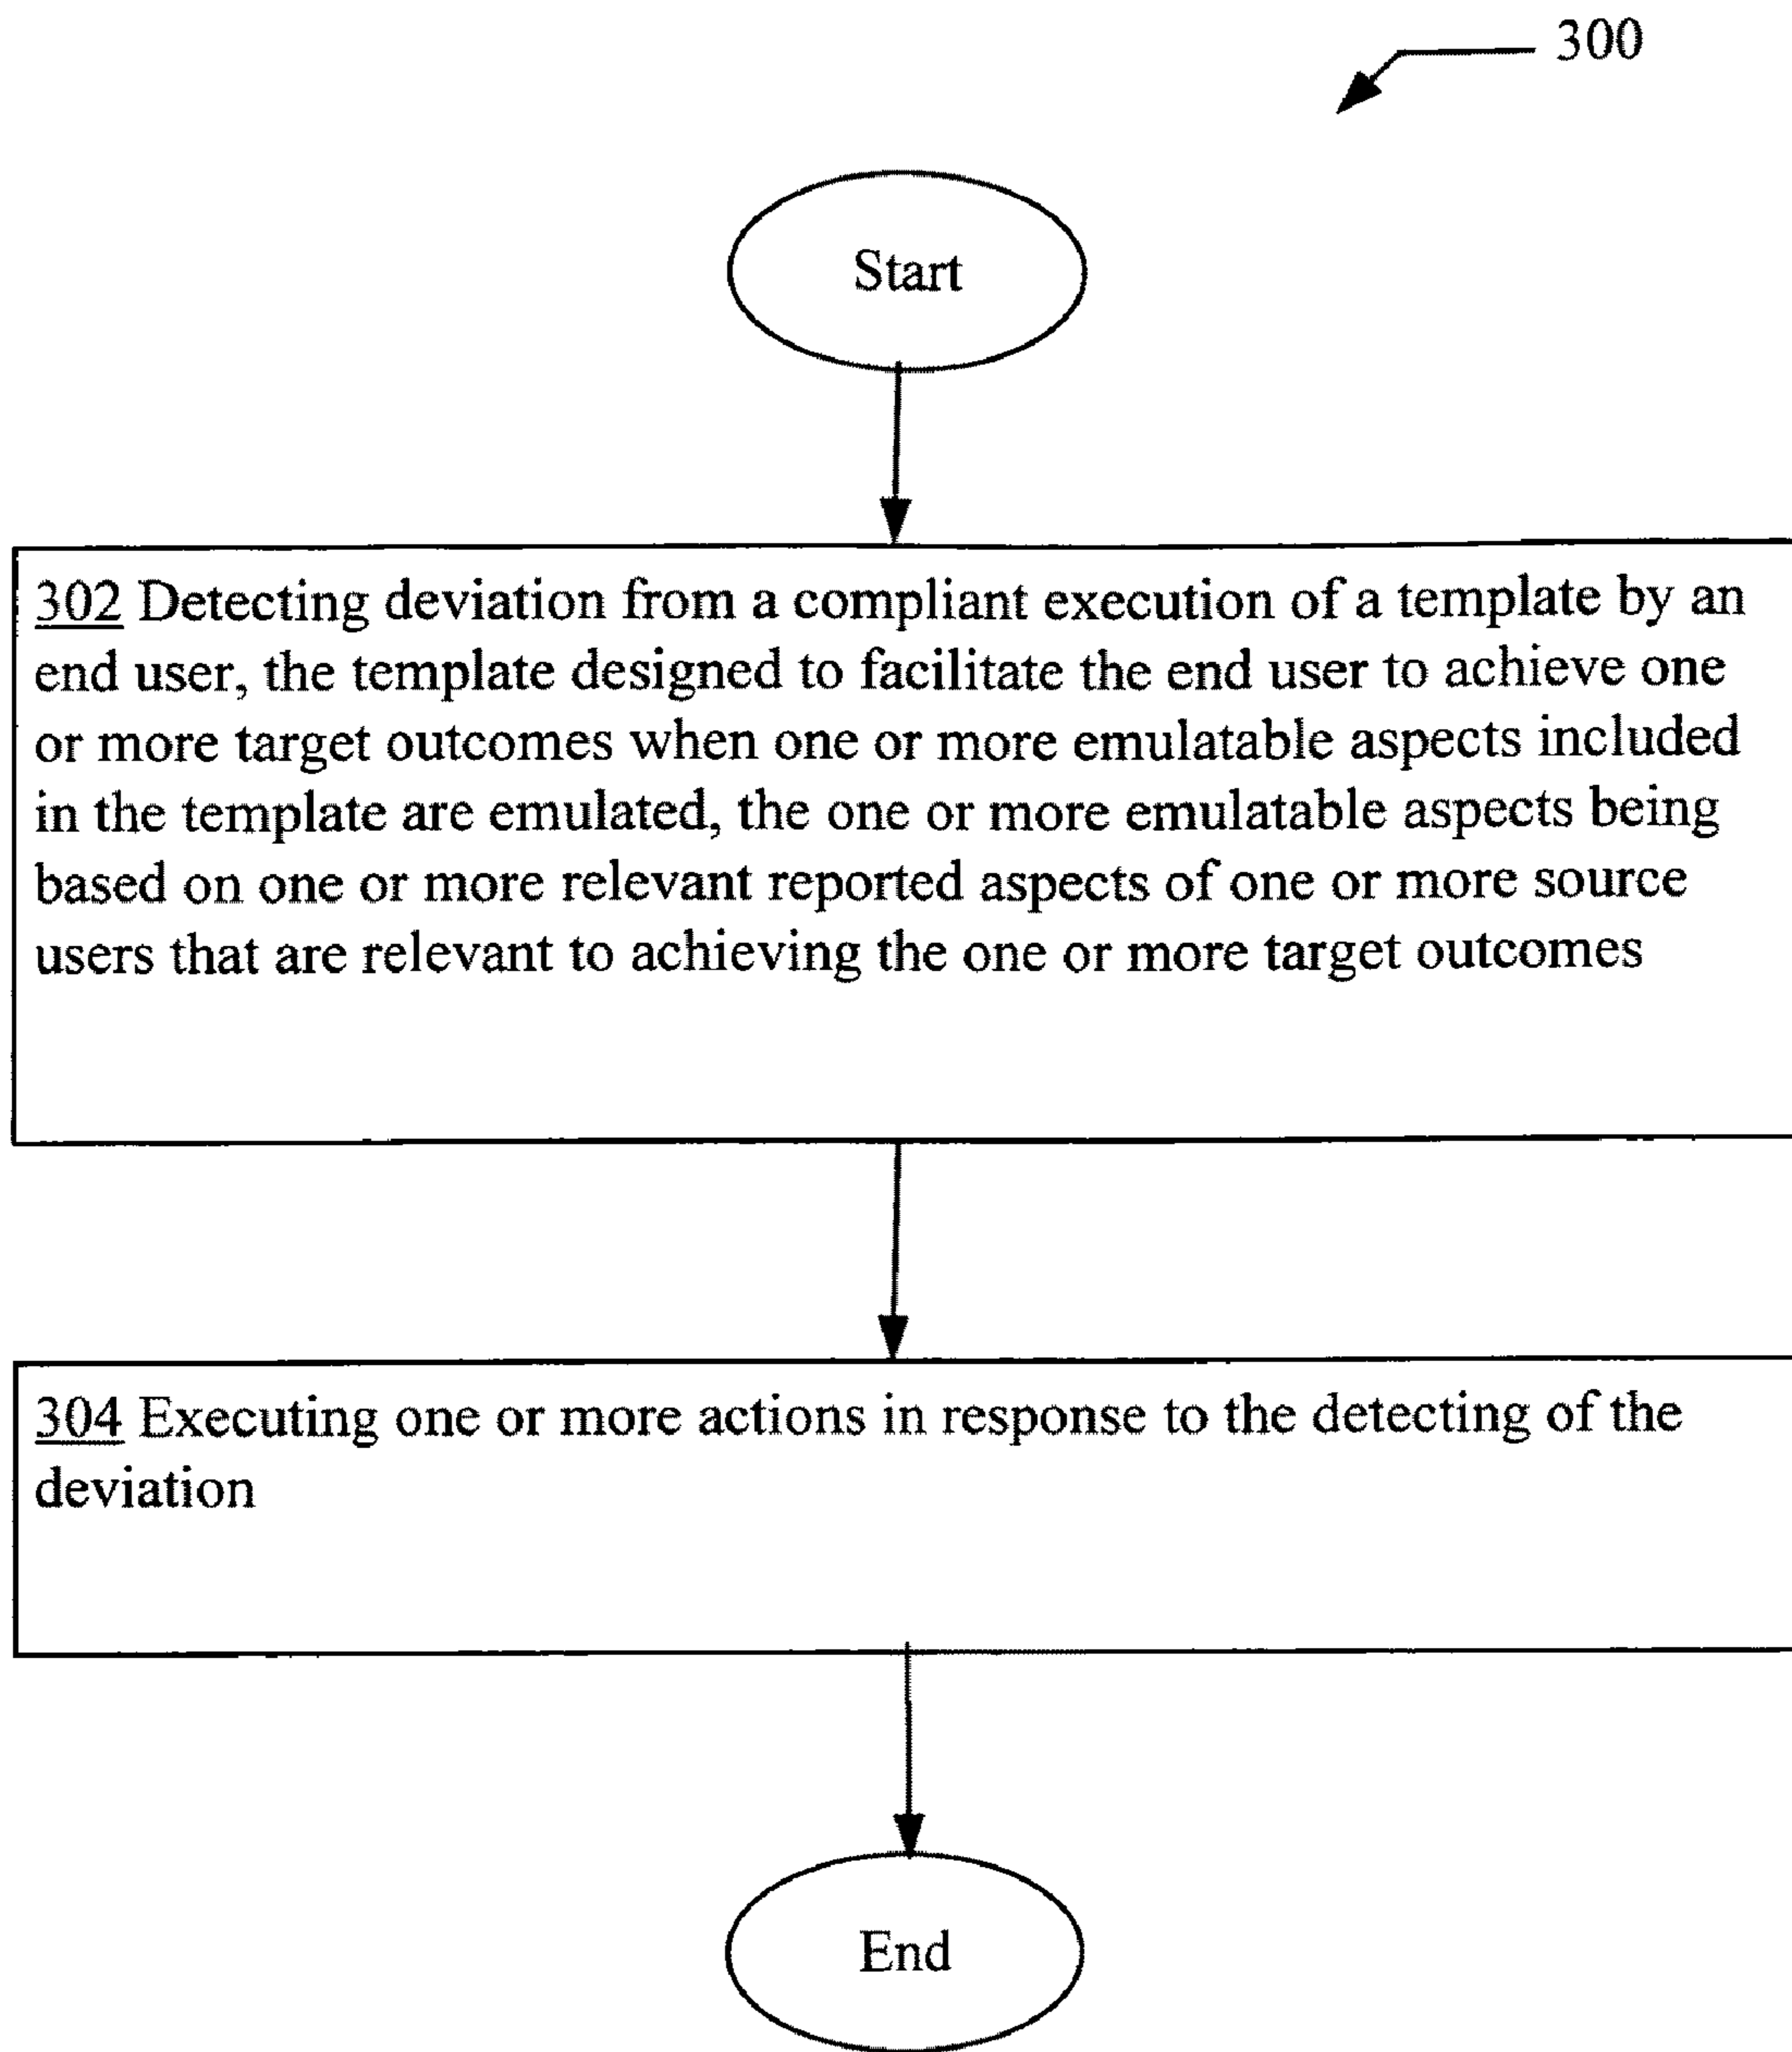 300
Start
302 Detecting deviation from a compliant execution of a template by an
end user, the template designed to facilitate the end user to achieve one
or more target outcomes when one or more emulatable aspects included
in the template are emulated, the one or more emulatable aspects being
based on one or more relevant reported aspects of one or more source
users that are relevant to achieving the one or more target outcomes
304 Executing one or more actions in response to the detecting of the
deviation
End